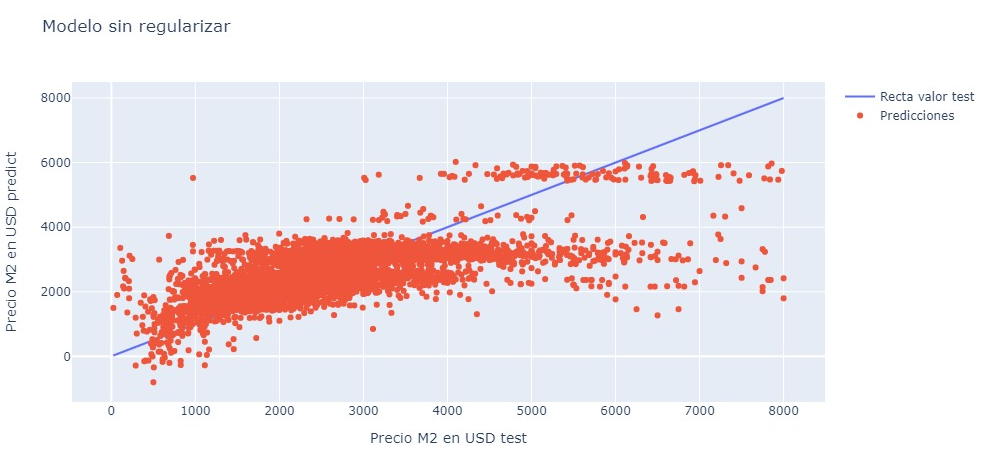 Modelo sin regularizar
Recta valor test
Predicciones
Precio M2 en USD predict
8000
6000
4000
2000
0
0 1000 2000 3000 4000 5000 6000 7000 8000
Precio M2 en USD test